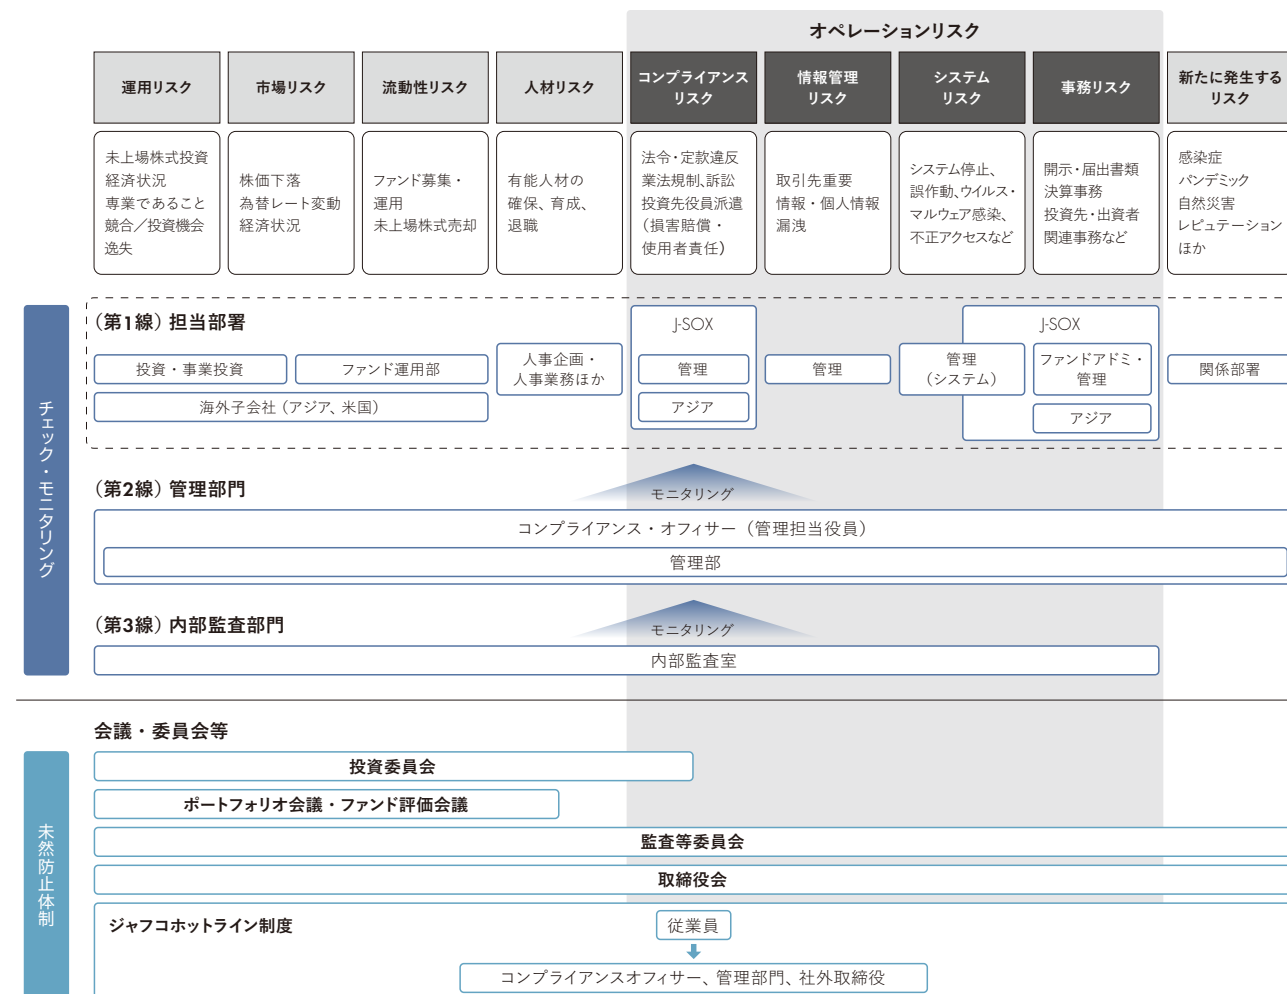 オペレーションリスク
運用リスク
市場リスク
流動性リスク
人材リスク
コンプライアンス
リスク
情報管理
リスク
システム
リスク
事務リスク
新たに発生する
リスク
未上場株式投資
経済状況
専業であること
競合／投資機会
逸失
株価下落
為替レート変動
経済状況
ファンド募集・
運用
未上場株式売却
有能人材の
確保、育成、
退職
法令・定款違反
業法規制、訴訟
投資先役員派遣
（損害賠償・
使用者責任）
取引先重要
情報・個人情報
漏洩
システム停止、
誤作動、ウイルス・
マルウェア感染、
不正アクセスなど
開示・届出書類
決算事務
投資先・出資者
関連事務など
感染症
パンデミック
自然災害
レピュテーション
ほか
チェック・モニタリング
（第1線）担当部署
投資・事業投資
ファンド運用部
海外子会社（アジア、米国）
人事企画・
人事業務ほか
J-SOX
管理
アジア
管理
管理
（システム）
J-SOX
ファンドアドミ・
管理
アジア
関係部署
（第2線）管理部門
モニタリング
コンプライアンス・オフィサー（管理担当役員）
管理部
（第3線）内部監査部門
モニタリング
内部監査室
未然防止体制
会議・委員会等
投資委員会
ポートフォリオ会議・ファンド評価会議
監査等委員会
取締役会
ジャフコホットライン制度
従業員
コンプライアンスオフィサー、管理部門、社外取締役